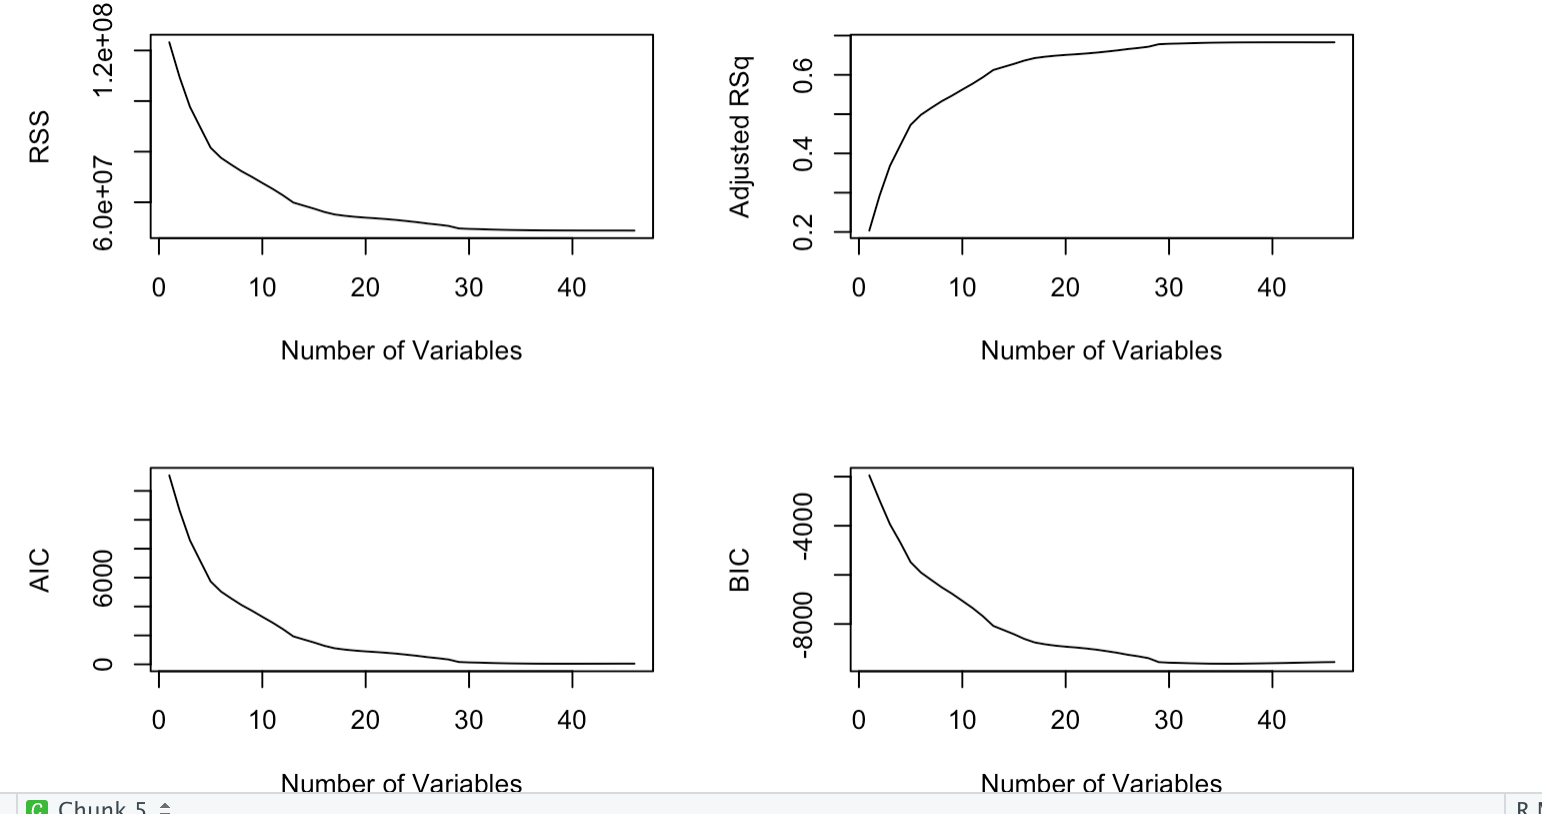 RSS
1.2e+08
6.0e+07
0 10 20 30 40
Number of Variables
Adjusted RSq
0.6
0.4
0.2
0 10 20 30 40
Number of Variables
AIC
6000
0
0 10 20 30 40
Number of Variables
BIC
-4000
-8000
0 10 20 30 40
Number of Variables
C Chunk 5